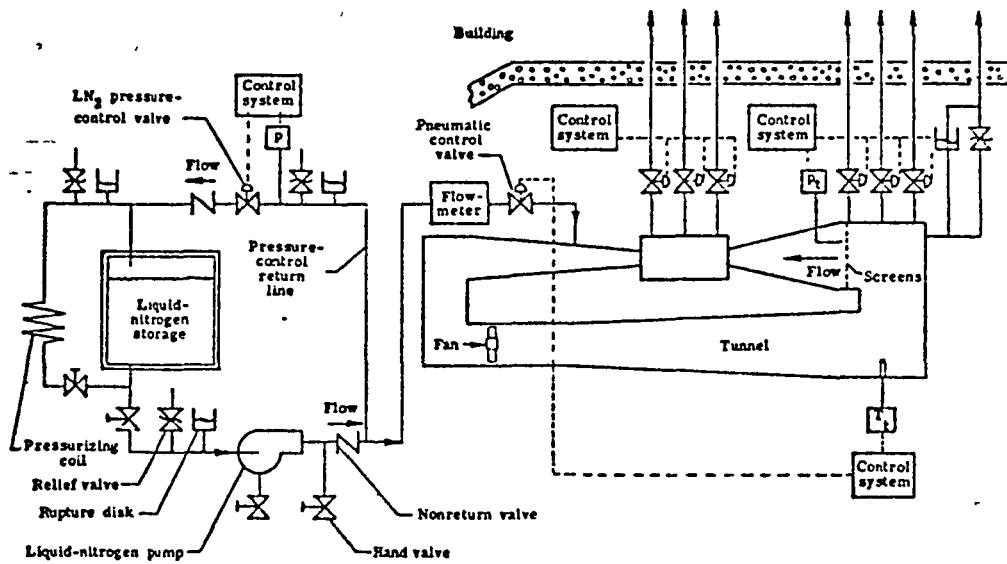 Building
LN2 pressure-
control valve
Control
system
P
Flow
Pneumatic
control
valve
Control
system
Control
system
Pt
Flow-
meter
Pressure-
control
return
line
Flow
Screens
Liquid-
nitrogen
storage
Fan
Tunnel
Flow
Tt
Control
system
Pressurizing
coil
Relief valve
Rupture disk
Nonreturn valve
Liquid-nitrogen pump
Hand valve